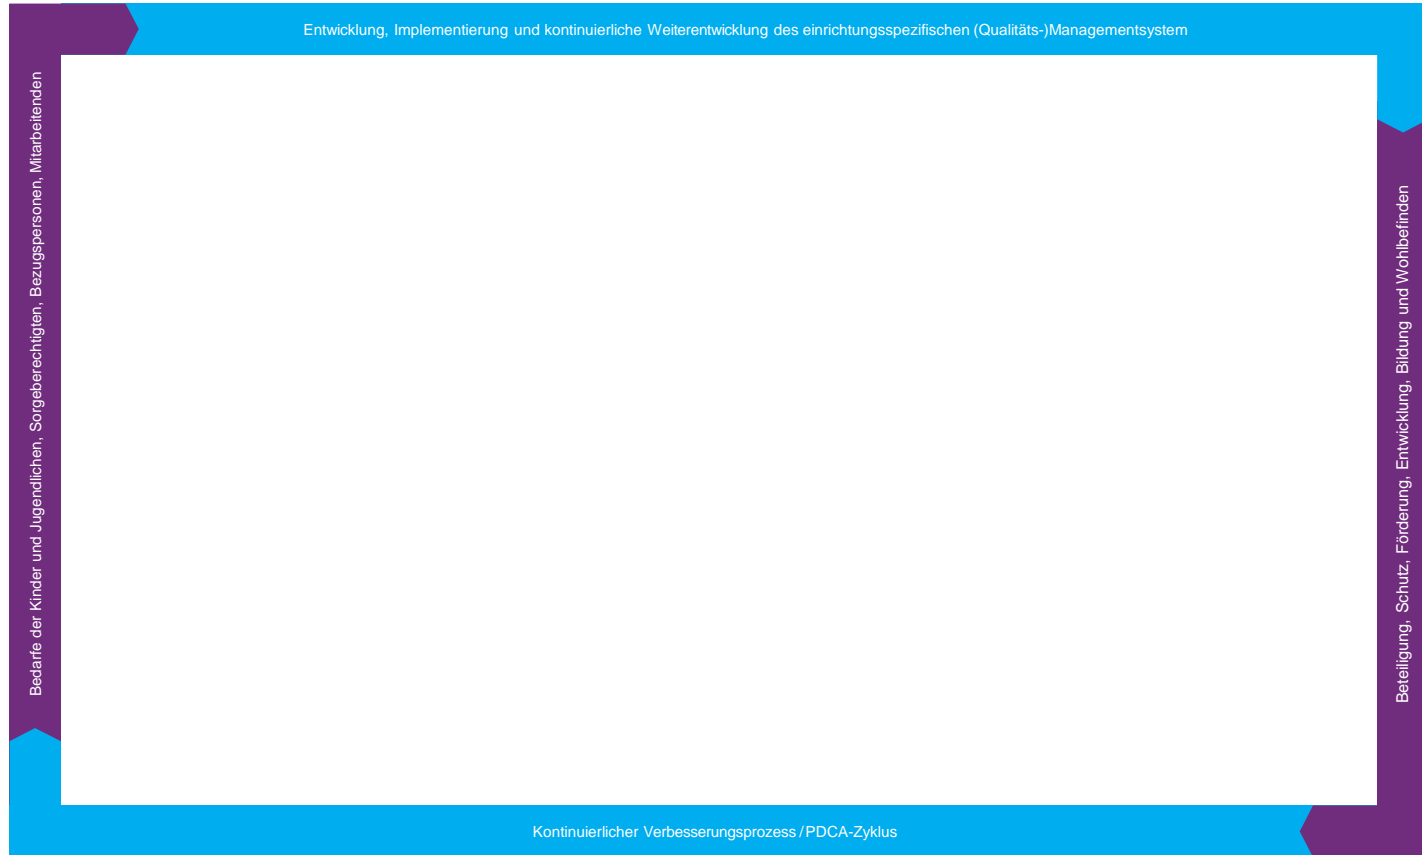 Entwicklung, Implementierung und kontinuierliche Weiterentwicklung des einrichtungsspezifischen (Qualitäts-)Managementsystem
Bedarfe der Kinder und Jugendlichen, Sorgeberechtigten, Bezugspersonen, Mitarbeitenden
Beteiligung, Schutz, Förderung, Entwicklung, Bildung und Wohlbefinden
Kontinuierlicher Verbesserungsprozess / PDCA-Zyklus